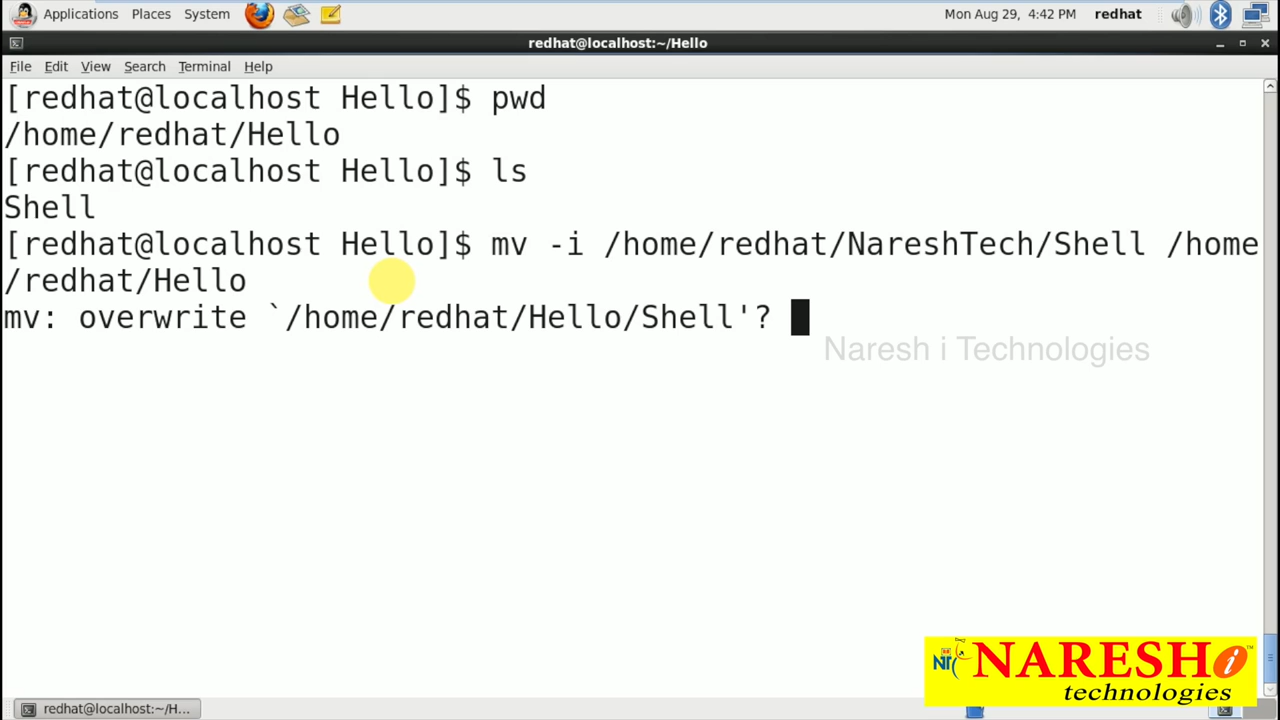 Applications Places System Mon Aug 29, 4:42 PM redhat
redhat@localhost:~/Hello
File Edit View Search Terminal Help
[redhat@localhost Hello]$ pwd
/home/redhat/Hello
[redhat@localhost Hello]$ ls
Shell
[redhat@localhost Hello]$ mv -i /home/redhat/NareshTech/Shell /home
/redhat/Hello
mv: overwrite `/home/redhat/Hello/Shell'?
Naresh i Technologies
NARESH i
technologies
redhat@localhost:~/H...